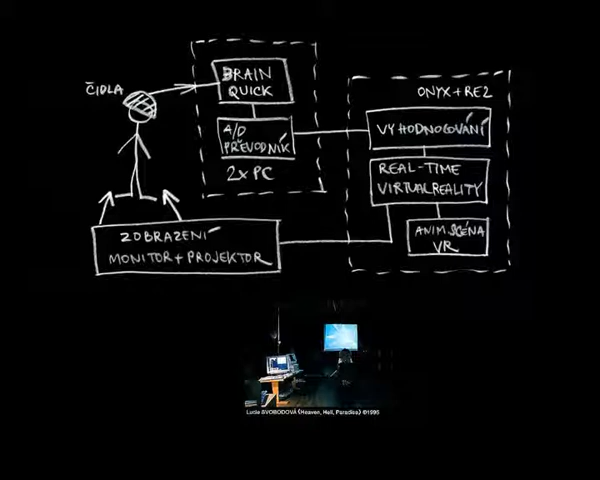 ČIDLA
BRAIN
QUICK
A/D
PŘEVODNÍK
2x PC
ONYX+RE2
VYHODNOCOVÁNÍ
REAL-TIME
VIRTUAL REALITY
ANIM. SCÉNA
VR
ZOBRAZENÍ
MONITOR+PROJEKTOR
Lucie SVOBODOVÁ (Heaven, Hell, Paradise) ©1995